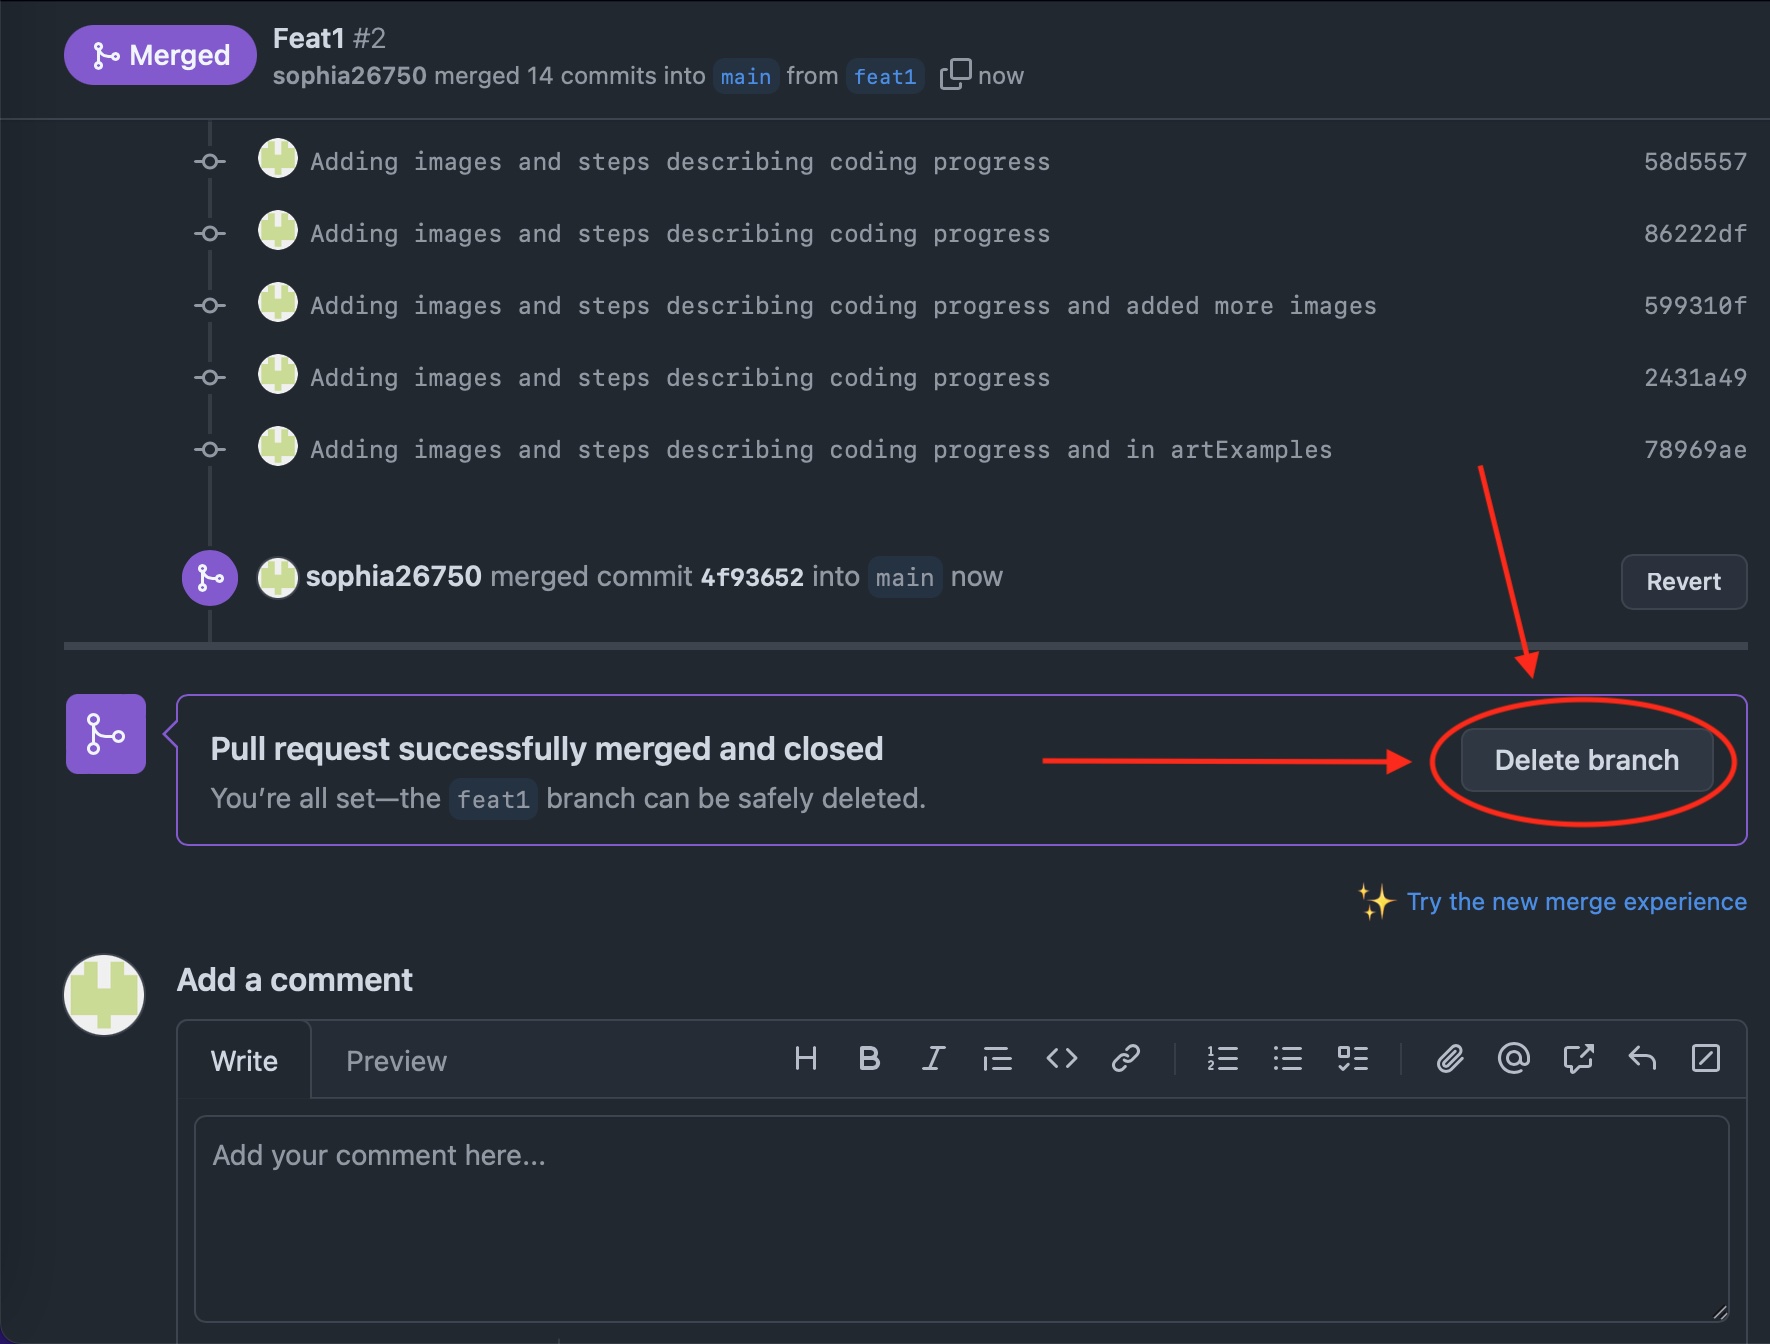 Merged
Feat1 #2
sophia26750 merged 14 commits into main from feat1 now
Adding images and steps describing coding progress 58d5557
Adding images and steps describing coding progress 86222df
Adding images and steps describing coding progress and added more images 599310f
Adding images and steps describing coding progress 2431a49
Adding images and steps describing coding progress and in artExamples 78969ae
sophia26750 merged commit 4f93652 into main now
Revert
Pull request successfully merged and closed
You’re all set—the feat1 branch can be safely deleted.
Delete branch
Try the new merge experience
Add a comment
Write Preview
Add your comment here...